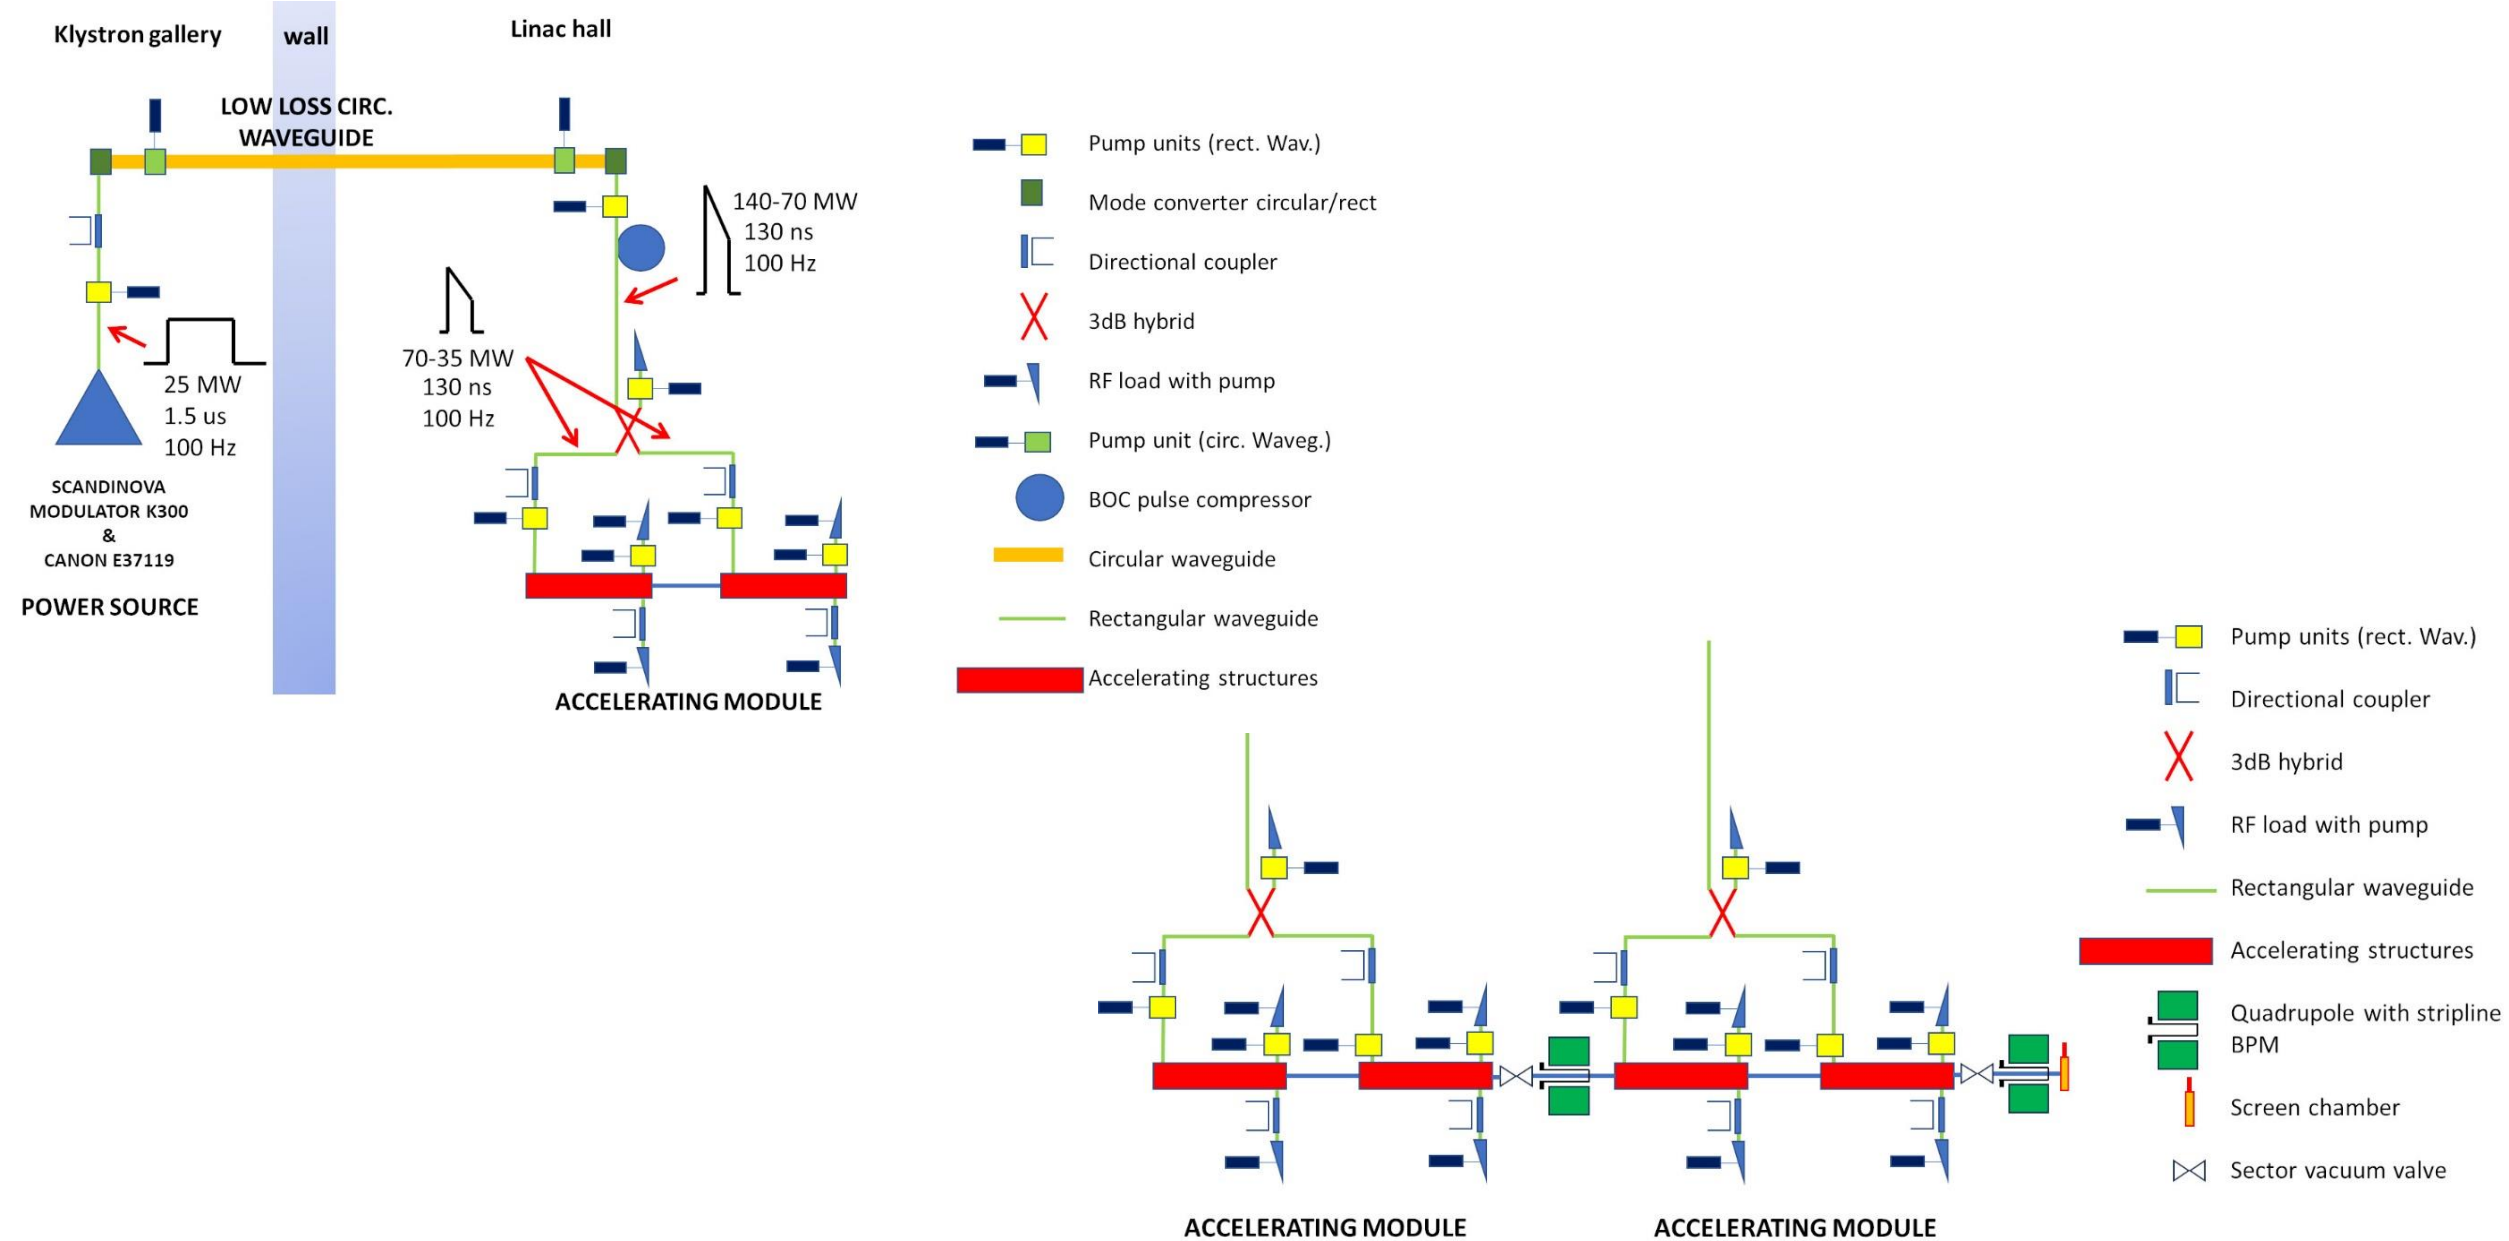 Klystron gallery
wall
Linac hall
LOW LOSS CIRC.
WAVEGUIDE
140-70 MW
130 ns
100 Hz
70-35 MW
130 ns
100 Hz
25 MW
1.5 us
100 Hz
SCANDINOVA
MODULATOR K300
&
CANON E37119
POWER SOURCE
ACCELERATING MODULE
Pump units (rect. Wav.)
Mode converter circular/rect
Directional coupler
3dB hybrid
RF load with pump
Pump unit (circ. Waveg.)
BOC pulse compressor
Circular waveguide
Rectangular waveguide
Accelerating structures
Pump units (rect. Wav.)
Directional coupler
3dB hybrid
RF load with pump
Rectangular waveguide
Accelerating structures
Quadrupole with stripline
BPM
Screen chamber
Sector vacuum valve
ACCELERATING MODULE
ACCELERATING MODULE